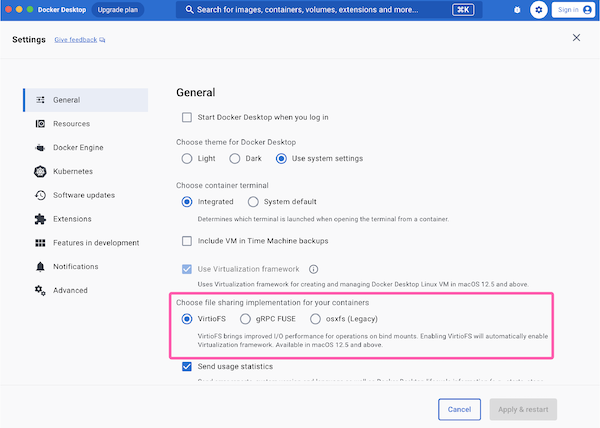 Docker Desktop
Upgrade plan
Search for images, containers, volumes, extensions and more...
⌘K
Sign in
Settings
Give feedback
General
Resources
Docker Engine
Kubernetes
Software updates
Extensions
Features in development
Notifications
Advanced
General
Start Docker Desktop when you log in
Choose theme for Docker Desktop
Light Dark Use system settings
Choose container terminal
Integrated System default
Determines which terminal is launched when opening the terminal from a container.
Include VM in Time Machine backups
Use Virtualization framework
Uses Virtualization framework for creating and managing Docker Desktop Linux VM in macOS 12.5 and above.
Choose file sharing implementation for your containers
VirtioFS gRPC FUSE osxfs (Legacy)
VirtioFS brings improved I/O performance for operations on bind mounts. Enabling VirtioFS will automatically enable
Virtualization framework. Available in macOS 12.5 and above.
Send usage statistics
Cancel
Apply & restart